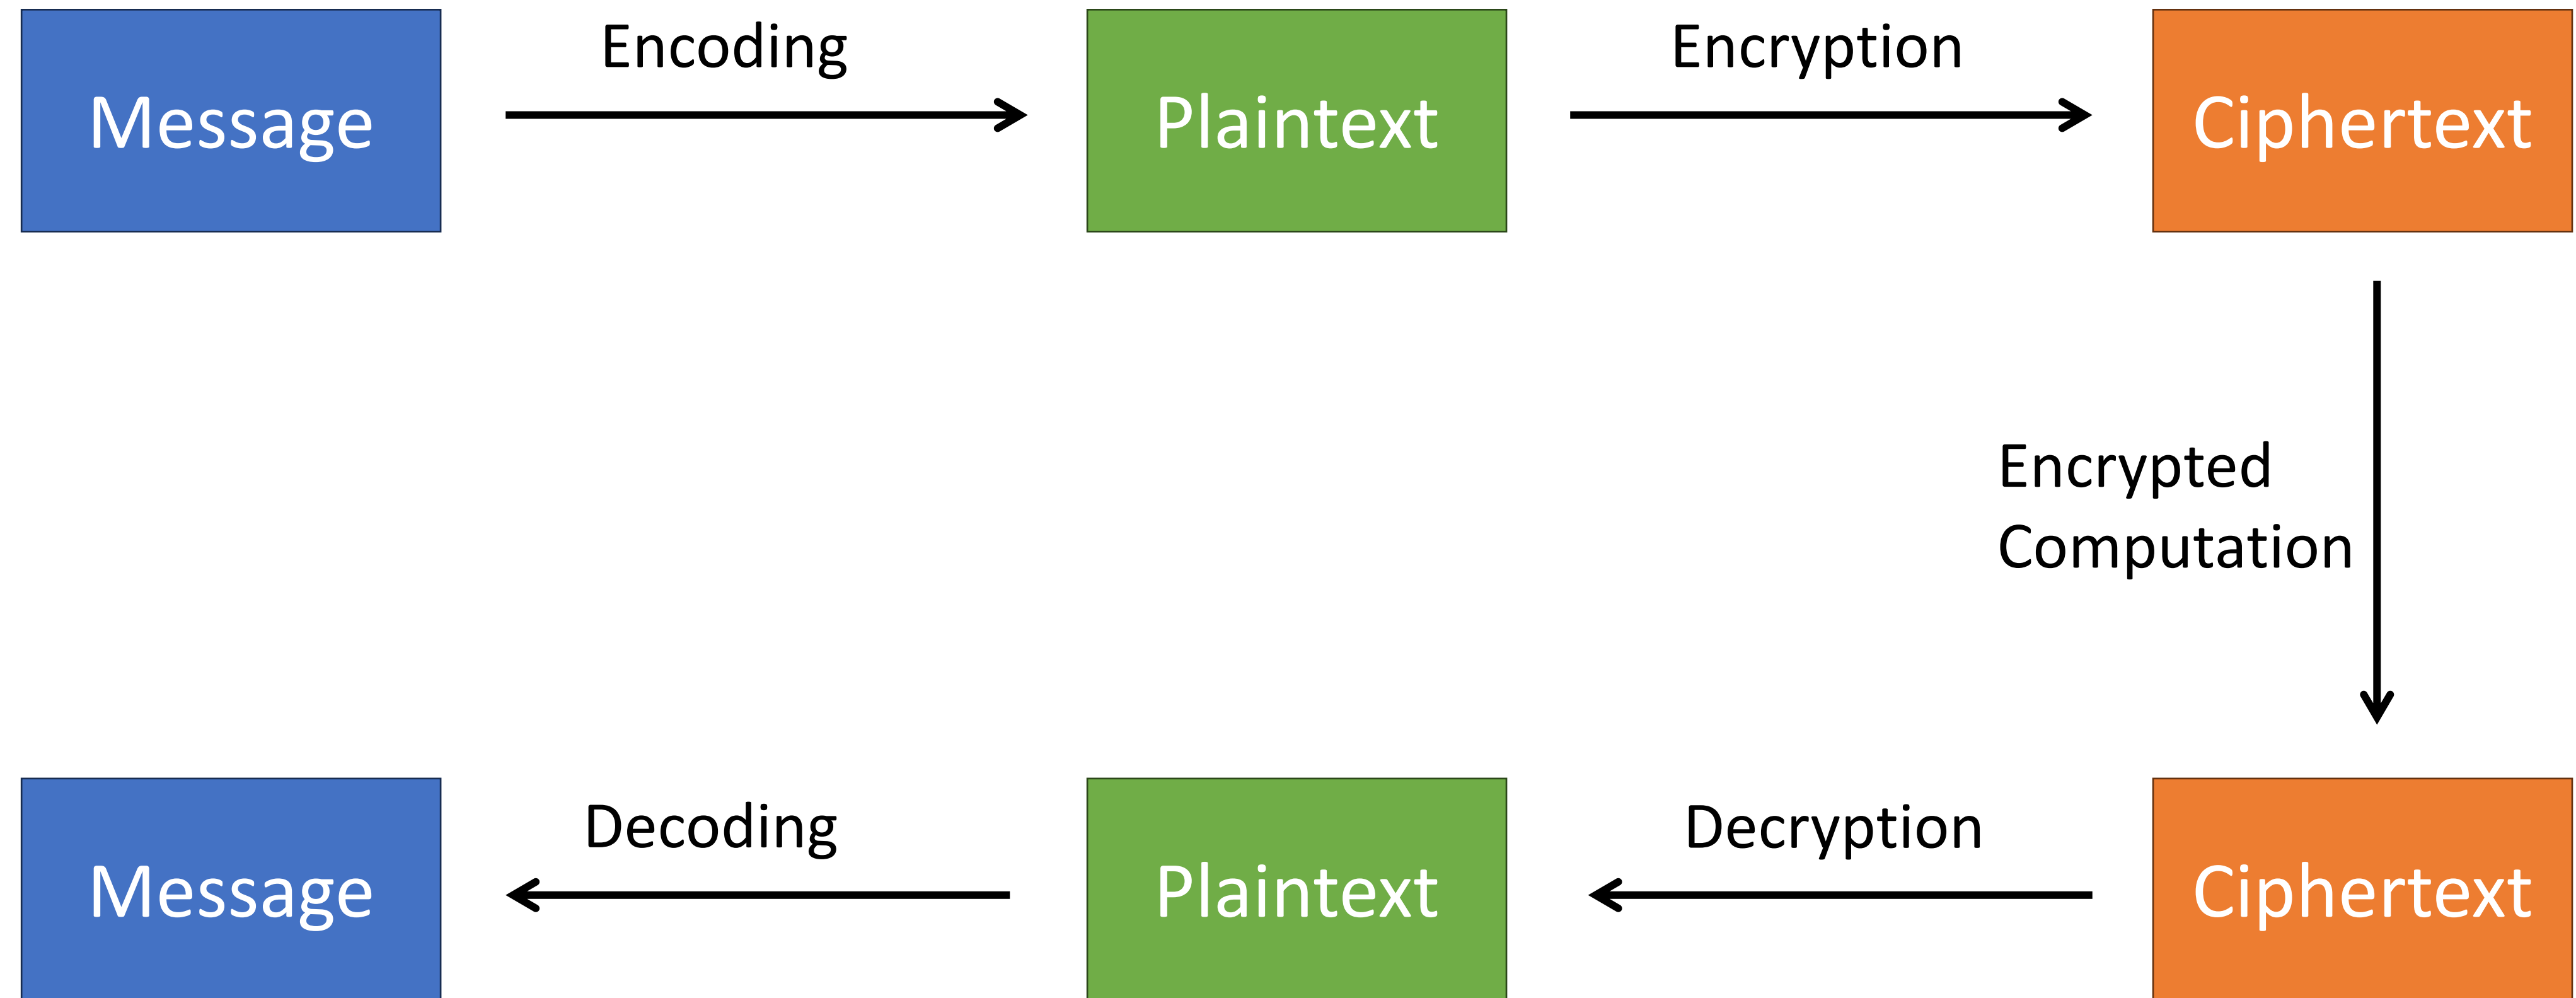 Message
Encoding
Plaintext
Encryption
Ciphertext
Encrypted
Computation
Message
Decoding
Plaintext
Decryption
Ciphertext